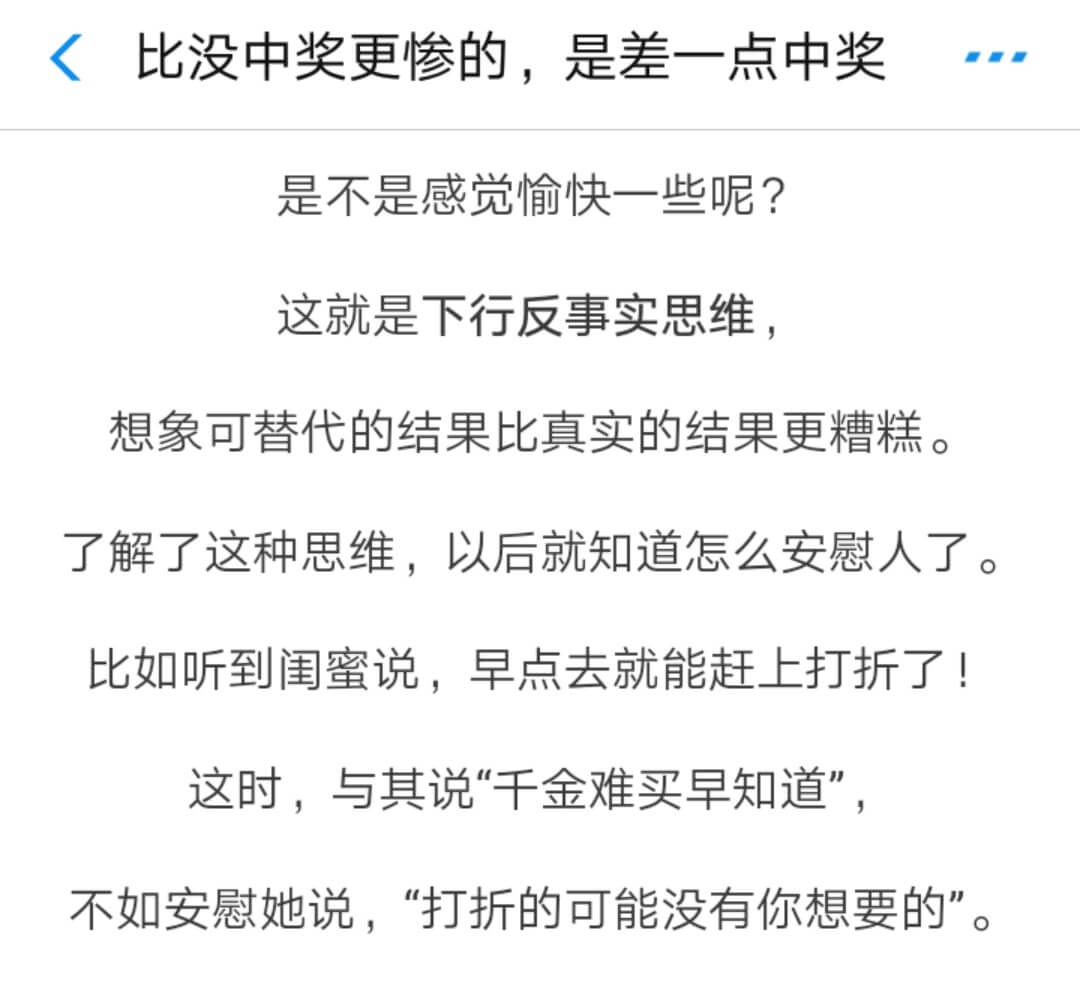 比没中奖更惨的，是差一点中奖
是不是感觉愉快一些呢？
这就是下行反事实思维，
想象可替代的结果比真实的结果更糟糕。
了解了这种思维，以后就知道怎么安慰人了。
比如听到闺蜜说，早点去就能赶上打折了！
这时，与其说“千金难买早知道”，
不如安慰她说，“打折的可能没有你想要的”。